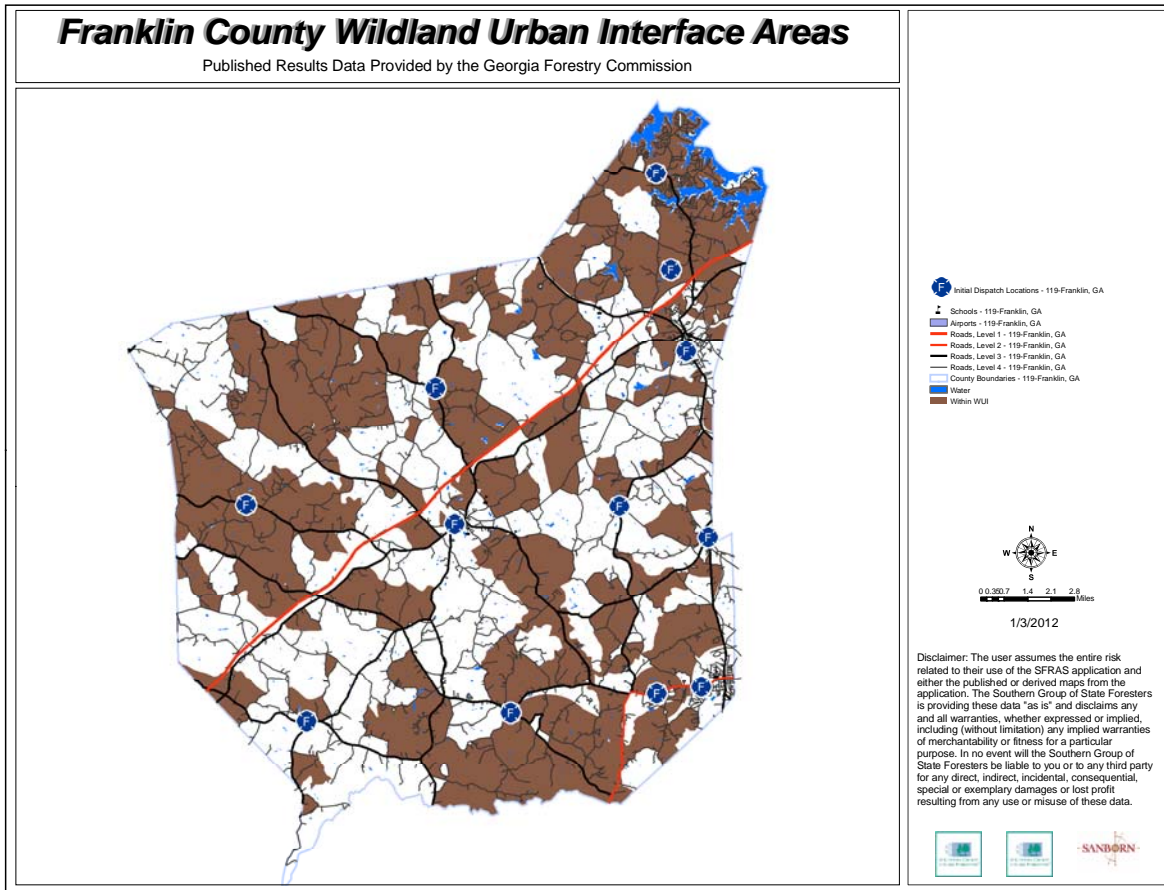 Franklin County Wildland Urban Interface Areas
Published Results Data Provided by the Georgia Forestry Commission
F
F
F
F
F
F
F
F
F
F
F
F
F
Initial Dispatch Locations - 119-Franklin, GA
Schools - 119-Franklin, GA
Airports - 119-Franklin, GA
Roads, Level 1 - 119-Franklin, GA
Roads, Level 2 - 119-Franklin, GA
Roads, Level 3 - 119-Franklin, GA
Roads, Level 4 - 119-Franklin, GA
County Boundaries - 119-Franklin, GA
Water
Within WUI
N
W E
S
0 0.35 0.7 1.4 2.1 2.8
Miles
1/3/2012
Disclaimer: The user assumes the entire risk
related to their use of the SFRAS application and
either the published or derived maps from the
application. The Southern Group of State Foresters
is providing these data "as is" and disclaims any
and all warranties, whether expressed or implied,
including (without limitation) any implied warranties
of merchantability or fitness for a particular
purpose. In no event will the Southern Group of
State Foresters be liable to you or to any third party
for any direct, indirect, incidental, consequential,
special or exemplary damages or lost profit
resulting from any use or misuse of these data.
SANBORN